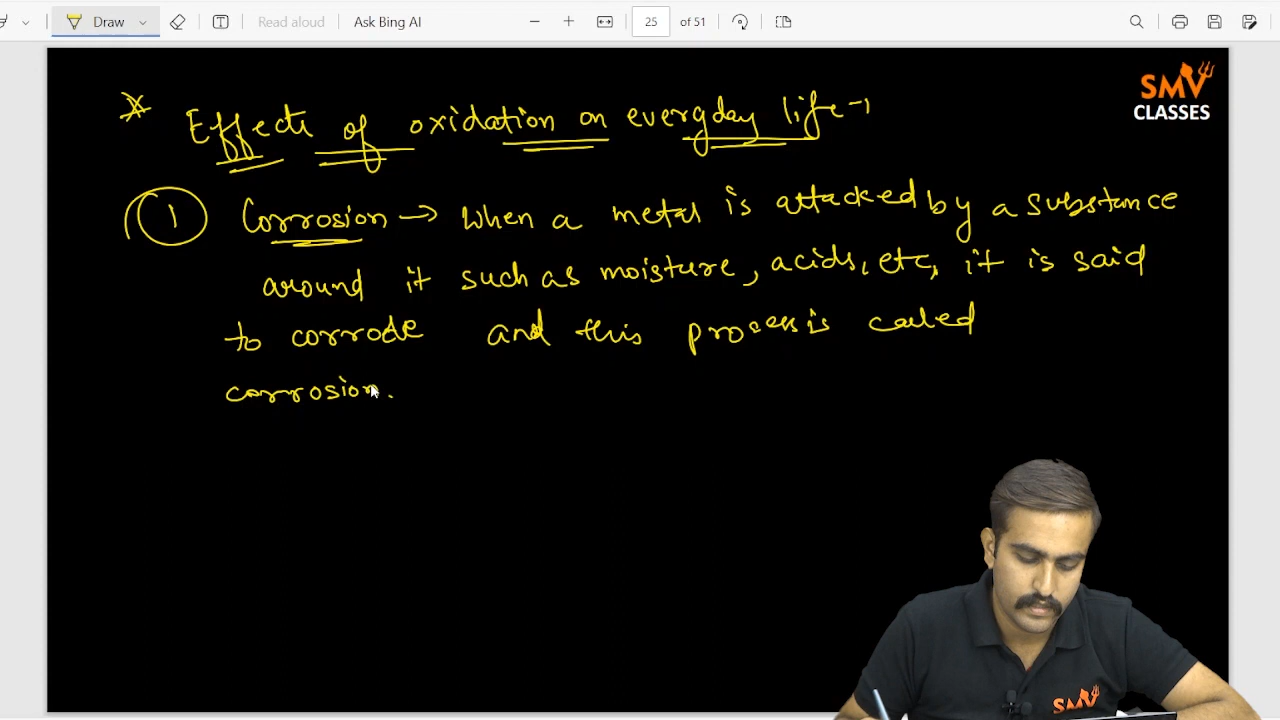 Draw
Read aloud
Ask Bing AI
25
of 51
SMV
CLASSES
Effects of oxidation on everyday life-1
1 Corrosion → When a metal is attacked by a substance
around it such as moisture, acids, etc, it is said
to corrode and this process is called
corrosion.
SMV